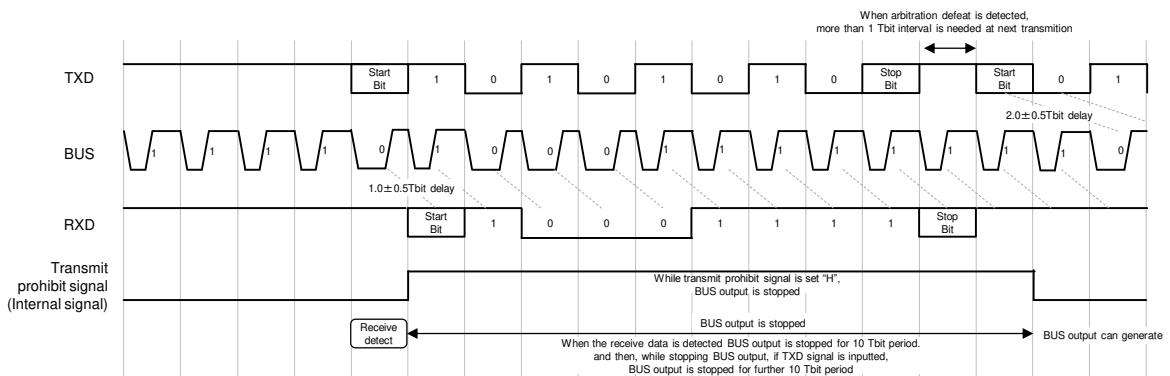 When arbitration defeat is detected,
more than 1 Tbit interval is needed at next transmition
TXD
Start
Bit
1 0 1 0 1 0 1 0
Stop
Bit
Start
Bit
0 1
2.0±0.5Tbit delay
BUS
1 1 1 1 0 1 0 0 0 1 1 1 1 1 1 1 1 0
1.0±0.5Tbit delay
RXD
Start
Bit
1 0 0 0 1 1 1 1
Stop
Bit
Transmit
prohibit signal
(Internal signal)
While transmit prohibit signal is set "H",
BUS output is stopped
Receive
detect
BUS output is stopped
BUS output can generate
When the receive data is detected BUS output is stopped for 10 Tbit period.
and then, while stopping BUS output, if TXD signal is inputted,
BUS output is stopped for further 10 Tbit period